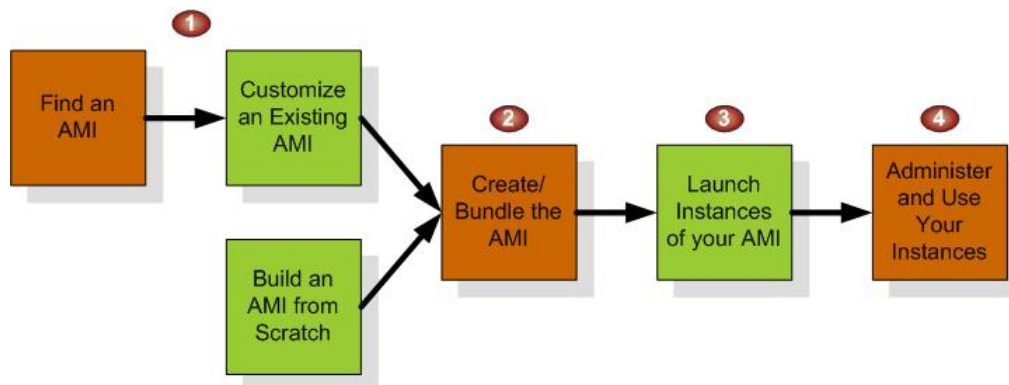 1
Find an
AMI
Customize
an Existing
AMI
Build an
AMI from
Scratch
2
Create/
Bundle the
AMI
3
Launch
Instances
of your AMI
4
Administer
and Use
Your
Instances